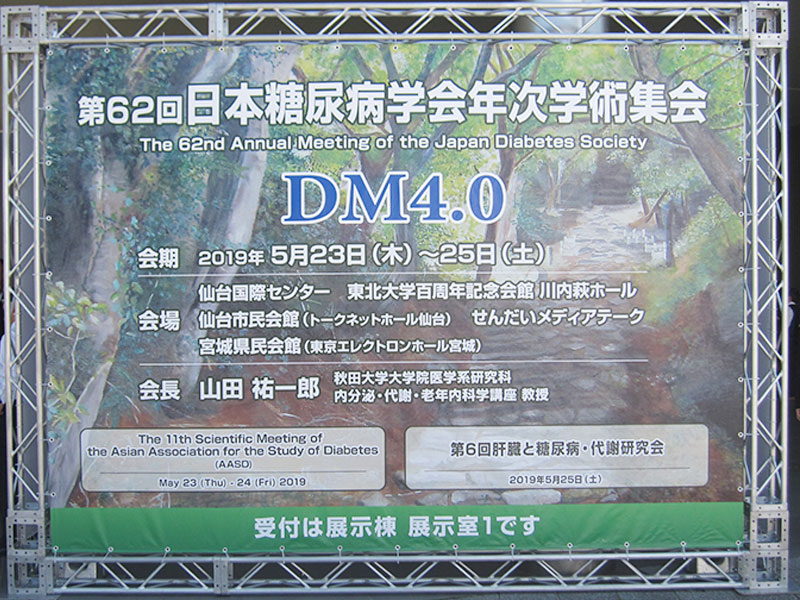 第62回日本糖尿病学会年次学術集会
The 62nd Annual Meeting of the Japan Diabetes Society
DM4.0
会期 2019年 5月23日(木)~25日(土)
仙台国際センター 東北大学百周年記念会館 川内萩ホール
会場 仙台市民会館(トークネットホール仙台) せんだいメディアテーク
宮城県民会館(東京エレクトロンホール宮城)
会長 山田 祐一郎 秋田大学大学院医学系研究科
内分泌・代謝・老年内科学講座 教授
The 11th Scientific Meeting of
the Asian Association for the Study of Diabetes
(AASD)
May 23 (Thu) - 24 (Fri) 2019
第6回肝臓と糖尿病・代謝研究会
2019年5月25日(土)
受付は展示棟 展示室1です